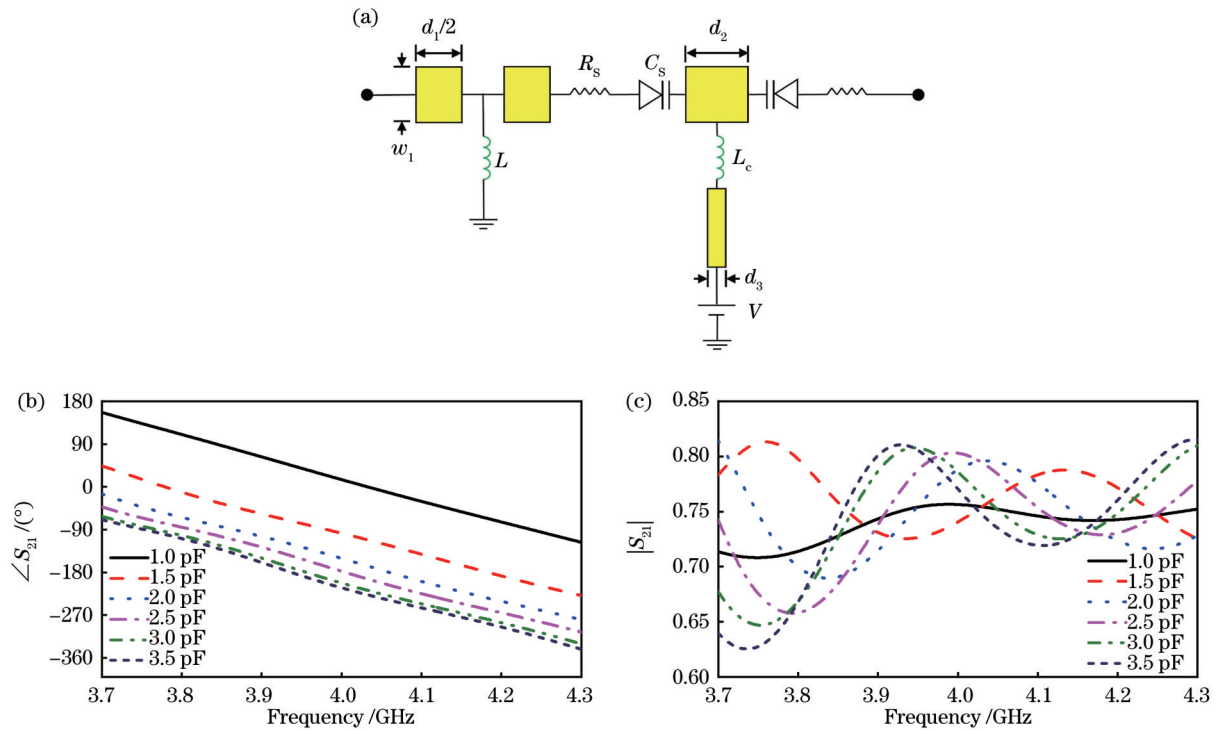 (a)
d₁/2
w₁
L
Rₛ
Cₛ
d₂
L_c
d₃
V
(b)
∠S₂₁ /(°)
180
90
0
−90
−180
−270
−360
1.0 pF
1.5 pF
2.0 pF
2.5 pF
3.0 pF
3.5 pF
3.7 3.8 3.9 4.0 4.1 4.2 4.3
Frequency /GHz
(c)
|S₂₁|
0.85
0.80
0.75
0.70
0.65
0.60
1.0 pF
1.5 pF
2.0 pF
2.5 pF
3.0 pF
3.5 pF
3.7 3.8 3.9 4.0 4.1 4.2 4.3
Frequency /GHz